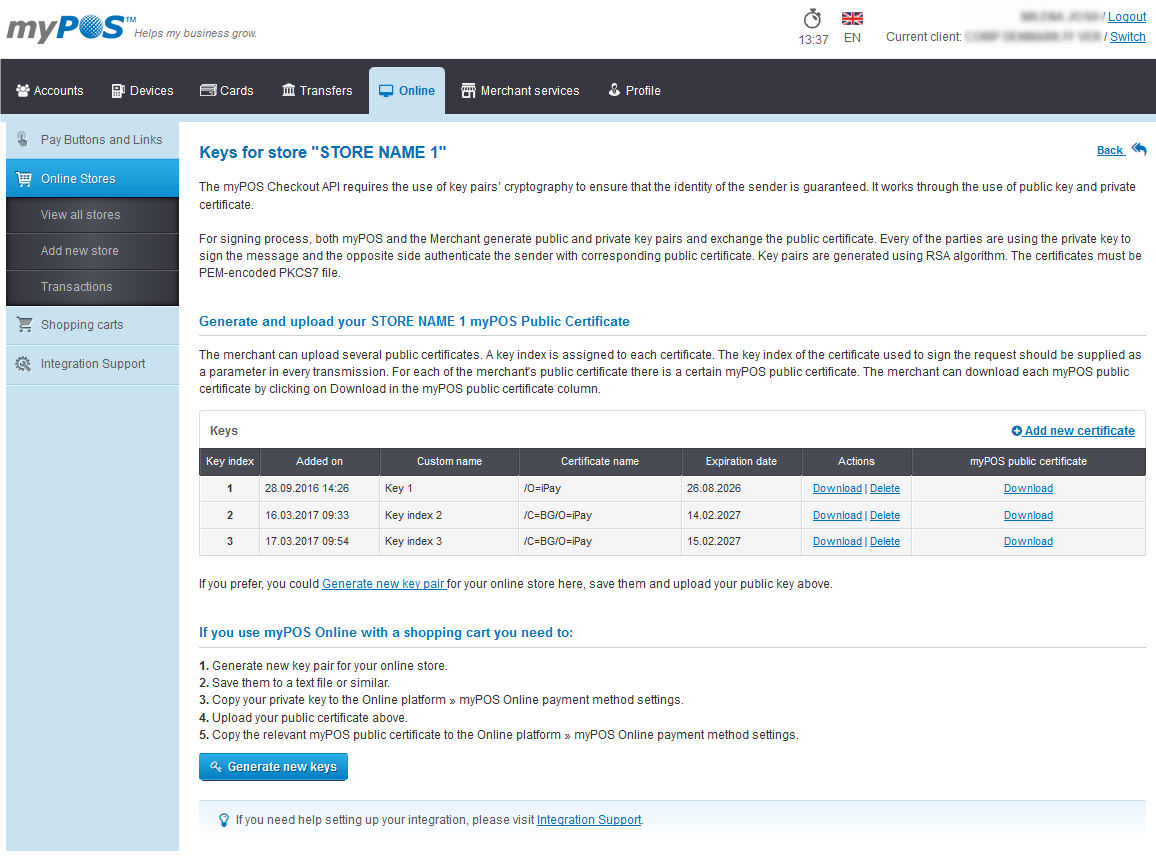 myPOS™ Helps my business grow.
13:37
EN
/ Logout
Current client: / Switch
Accounts Devices Cards Transfers Online Merchant services Profile
Pay Buttons and Links
Online Stores
View all stores
Add new store
Transactions
Shopping carts
Integration Support
Keys for store "STORE NAME 1"
Back
The myPOS Checkout API requires the use of key pairs' cryptography to ensure that the identity of the sender is guaranteed. It works through the use of public key and private
certificate.
For signing process, both myPOS and the Merchant generate public and private key pairs and exchange the public certificate. Every of the parties are using the private key to
sign the message and the opposite side authenticate the sender with corresponding public certificate. Key pairs are generated using RSA algorithm. The certificates must be
PEM-encoded PKCS7 file.
Generate and upload your STORE NAME 1 myPOS Public Certificate
The merchant can upload several public certificates. A key index is assigned to each certificate. The key index of the certificate used to sign the request should be supplied as
a parameter in every transmission. For each of the merchant's public certificate there is a certain myPOS public certificate. The merchant can download each myPOS public
certificate by clicking on Download in the myPOS public certificate column.
Keys
Add new certificate
Key index Added on Custom name Certificate name Expiration date Actions myPOS public certificate
1 28.09.2016 14:26 Key 1 /O=iPay 26.08.2026 Download | Delete Download
2 16.03.2017 09:33 Key index 2 /C=BG/O=iPay 14.02.2027 Download | Delete Download
3 17.03.2017 09:54 Key index 3 /C=BG/O=iPay 15.02.2027 Download | Delete Download
If you prefer, you could Generate new key pair for your online store here, save them and upload your public key above.
If you use myPOS Online with a shopping cart you need to:
1. Generate new key pair for your online store.
2. Save them to a text file or similar.
3. Copy your private key to the Online platform » myPOS Online payment method settings.
4. Upload your public certificate above.
5. Copy the relevant myPOS public certificate to the Online platform » myPOS Online payment method settings.
Generate new keys
If you need help setting up your integration, please visit Integration Support.